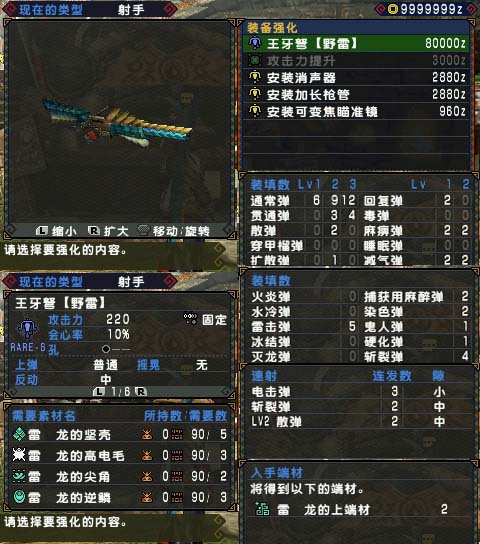 现在的类型 射手
9999999z
装备强化
王牙弩【野雷】 80000z
攻击力提升 3000z
安装消声器 2880z
安装加长枪管 2880z
安装可变焦瞄准镜 960z
L 缩小 R 扩大 移动/旋转
请选择要强化的内容。
装填数 Lv1 2 3 Lv 1 2
通常弹 6 9 12 回复弹 2 2
贯通弹 0 3 4 毒弹 0 0
散弹 0 2 0 麻痹弹 2 2
穿甲榴弹 0 0 0 睡眠弹 0 0
扩散弹 0 1 0 减气弹 2 2
现在的类型 射手
王牙弩【野雷】
攻击力 220 固定
会心率 10%
RARE-6 孔
上弹 普通 摇晃 无
反动 中
L 1/6 R
装填数
火炎弹 0 捕获用麻醉弹 2
水冷弹 0 染色弹 2
雷击弹 5 鬼人弹 1
冰结弹 0 硬化弹 1
灭龙弹 0 斩裂弹 4
速射 连发数 隙
电击弹 3 小
斩裂弹 2 中
LV2 散弹 2 中
需要素材名 所持数/需要数
雷 龙的坚壳 0 90/ 5
雷 龙的高电毛 0 90/ 3
雷 龙的尖角 0 90/ 2
雷 龙的逆鳞 0 90/ 3
请选择要强化的内容。
入手端材
将得到以下的端材。
雷 龙的上端材 2